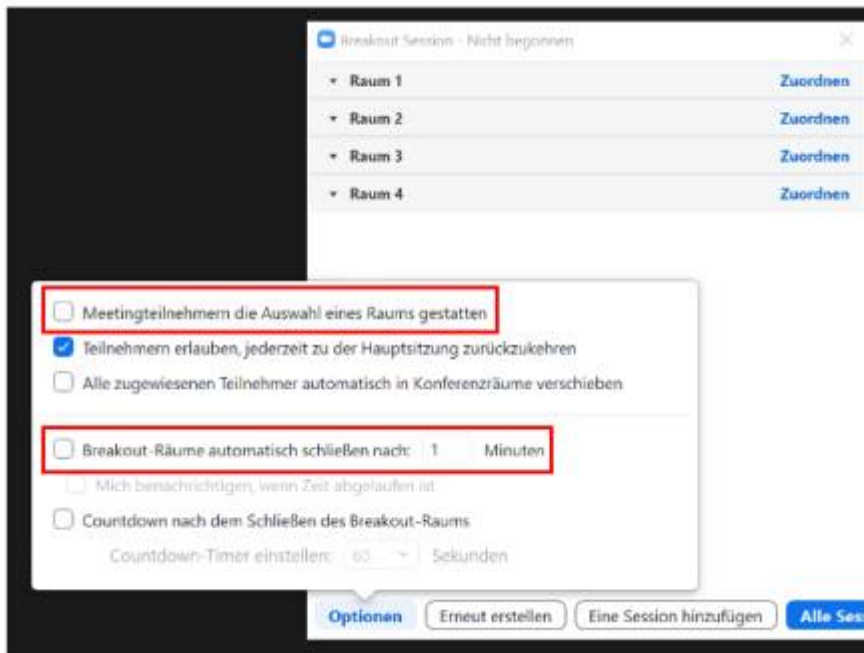 Breakout Session - Nicht begonnen
Raum 1 Zuordnen
Raum 2 Zuordnen
Raum 3 Zuordnen
Raum 4 Zuordnen
Meetingteilnehmern die Auswahl eines Raums gestatten
Teilnehmern erlauben, jederzeit zu der Hauptsitzung zurückzukehren
Alle zugewiesenen Teilnehmer automatisch in Konferenzräume verschieben
Breakout-Räume automatisch schließen nach: 1 Minuten
Mich benachrichtigen, wenn Zeit abgelaufen ist
Countdown nach dem Schließen des Breakout-Raums
Countdown-Timer einstellen: 60 Sekunden
Optionen Erneut erstellen Eine Session hinzufügen Alle Ses